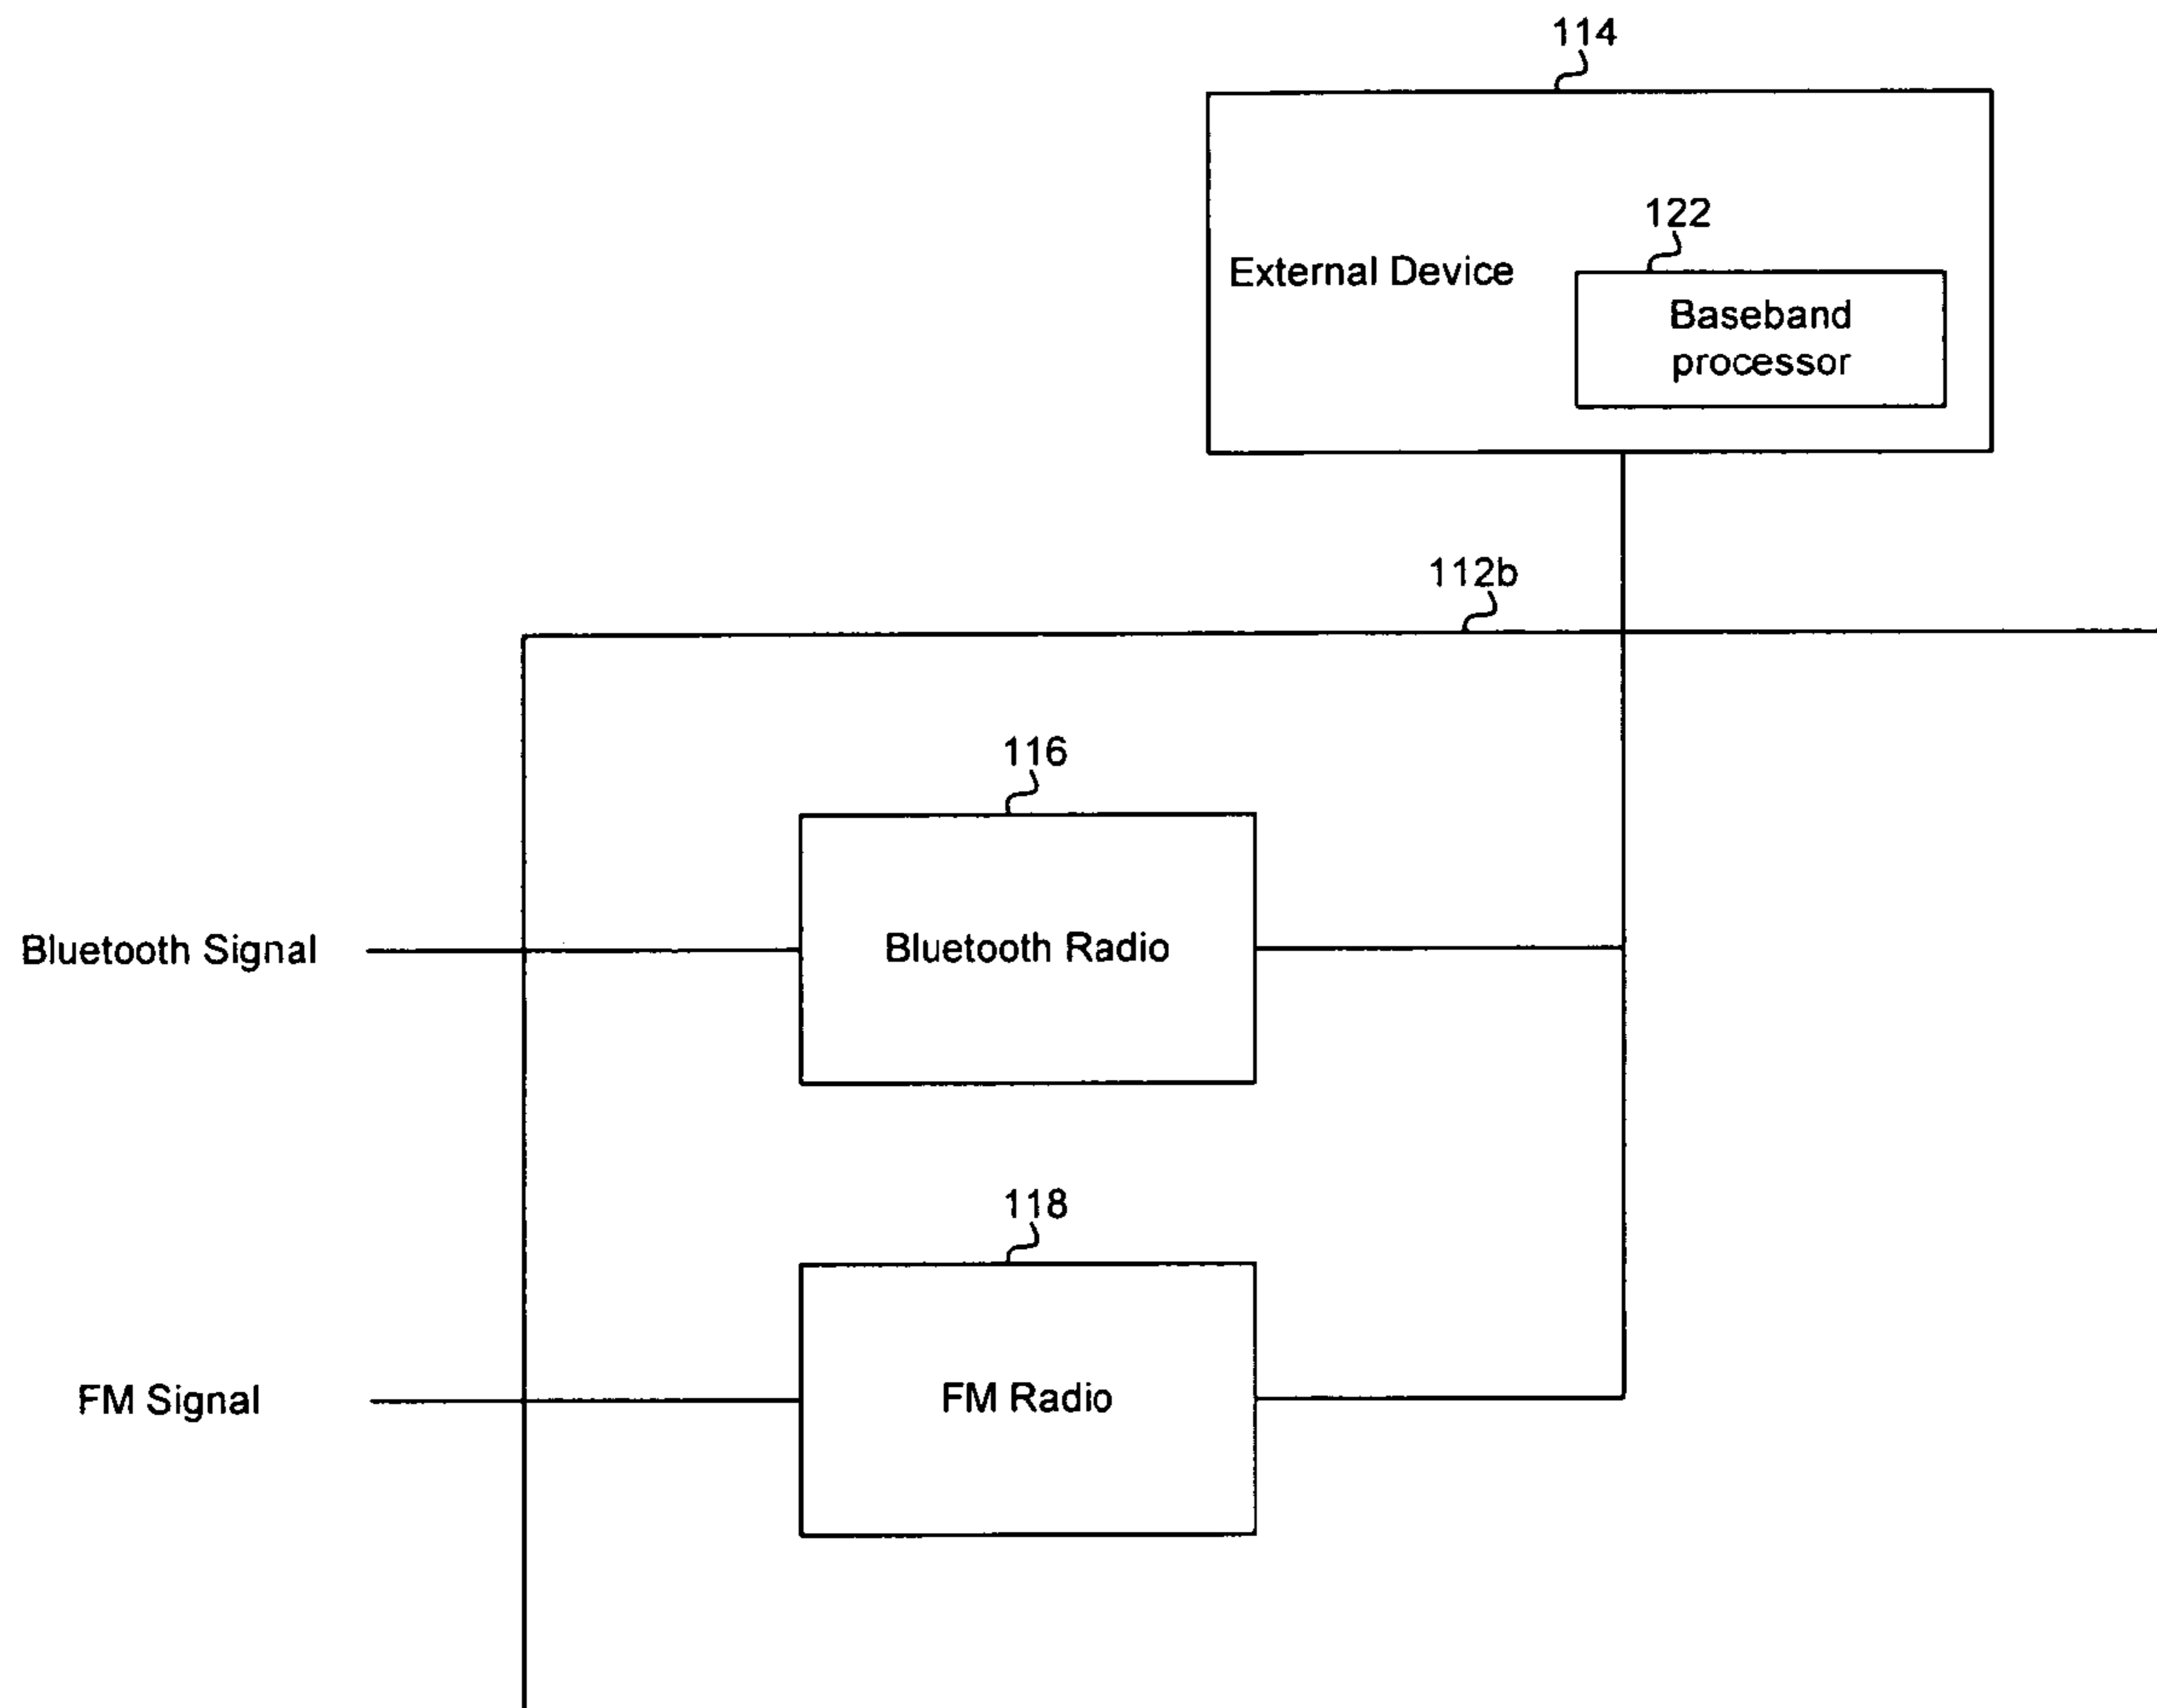 114
122
External Device
Baseband
processor
112b
116
Bluetooth Signal
Bluetooth Radio
118
FM Signal
FM Radio